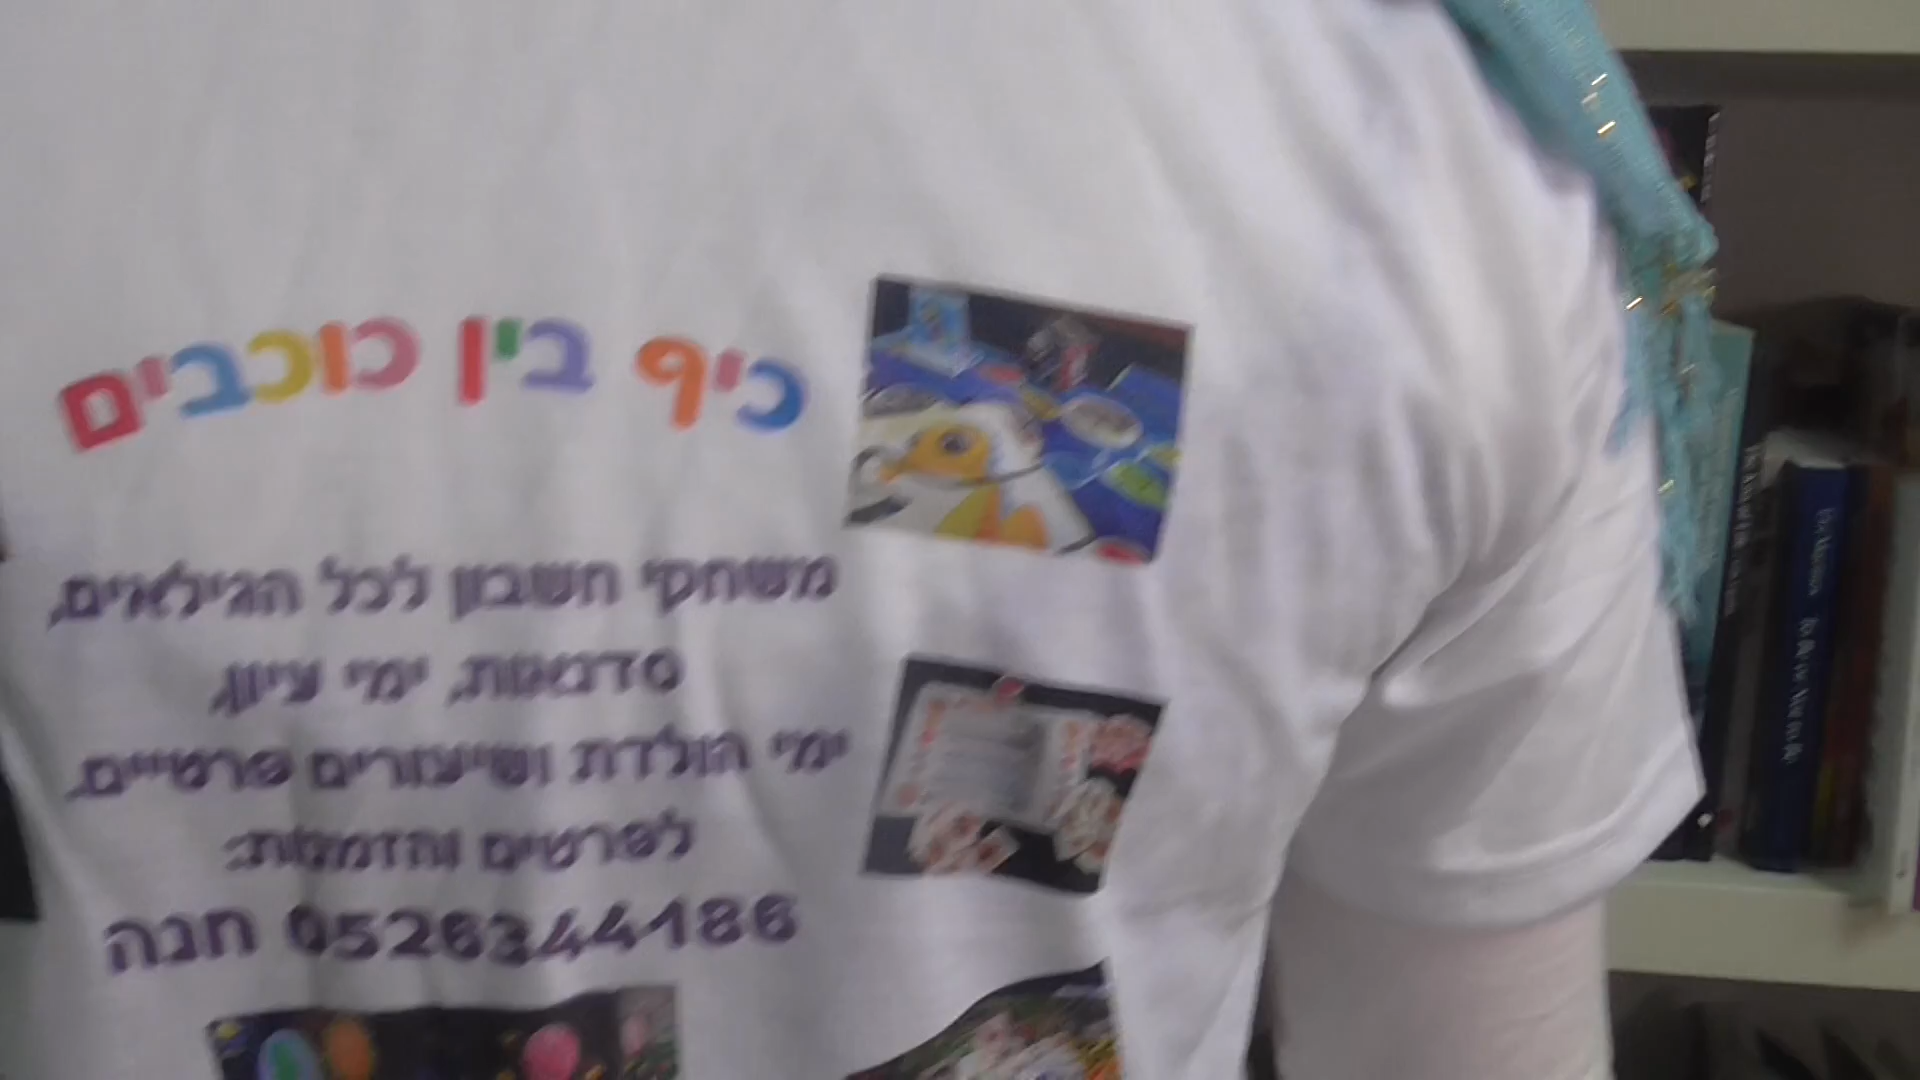 כיף בין כוכבים
משחקי חשבון לכל הגילאים,
סדנאות, ימי עיון,
ימי הולדת ושיעורים פרטיים.
לפרטים והזמנות:
0526344186 חנה